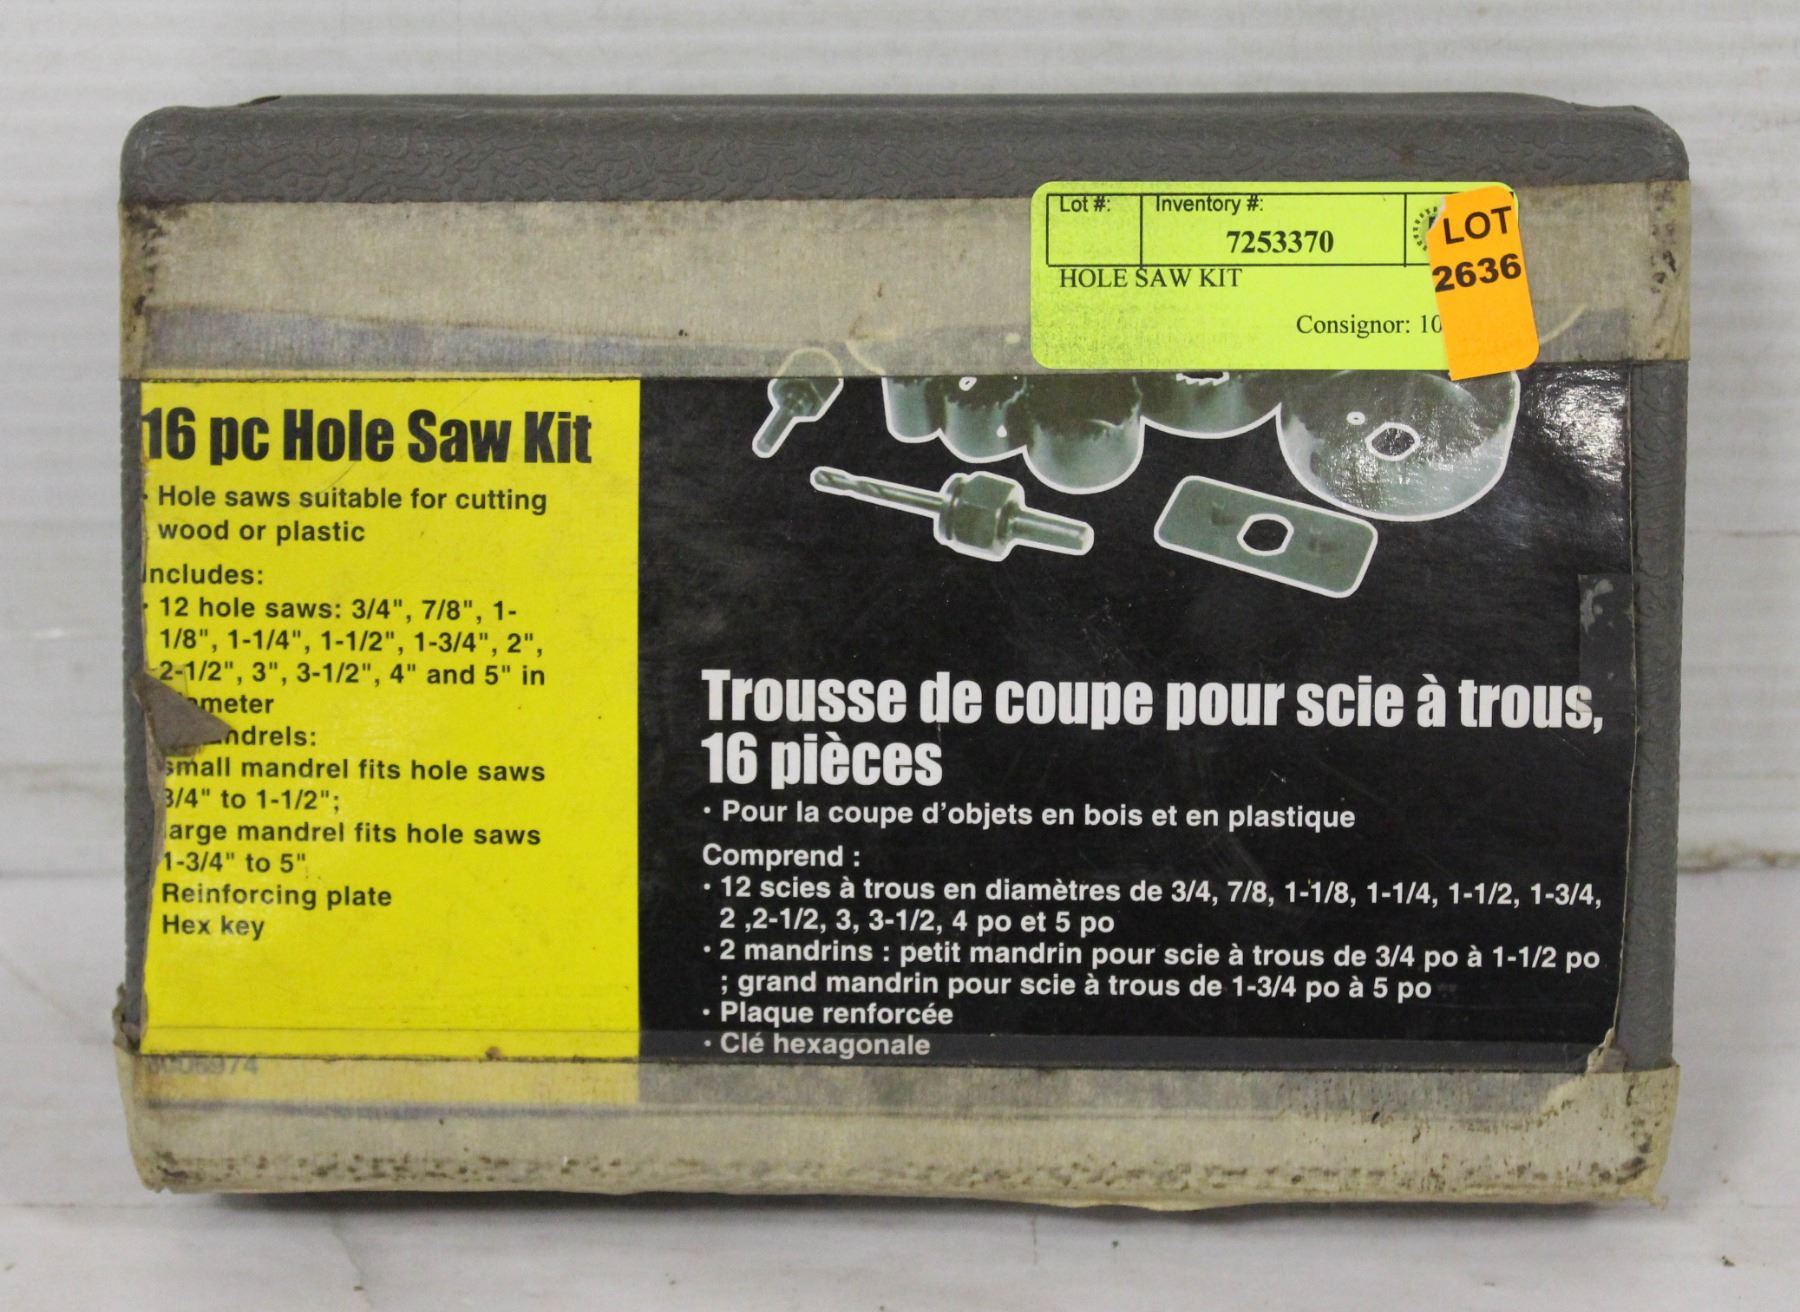 Lot #:
Inventory #:
7253370
HOLE SAW KIT
Consignor: 10
LOT
2636
16 pc Hole Saw Kit
· Hole saws suitable for cutting
wood or plastic
Includes:
· 12 hole saws: 3/4", 7/8", 1-
1/8", 1-1/4", 1-1/2", 1-3/4", 2",
2-1/2", 3", 3-1/2", 4" and 5" in
small mandrel fits hole saws
3/4" to 1-1/2";
large mandrel fits hole saws
1-3/4" to 5"
Reinforcing plate
Hex key
Trousse de coupe pour scie à trous,
16 pièces
· Pour la coupe d'objets en bois et en plastique
Comprend :
· 12 scies à trous en diamètres de 3/4, 7/8, 1-1/8, 1-1/4, 1-1/2, 1-3/4,
2 ,2-1/2, 3, 3-1/2, 4 po et 5 po
· 2 mandrins : petit mandrin pour scie à trous de 3/4 po à 1-1/2 po
; grand mandrin pour scie à trous de 1-3/4 po à 5 po
· Plaque renforcée
· Clé hexagonale